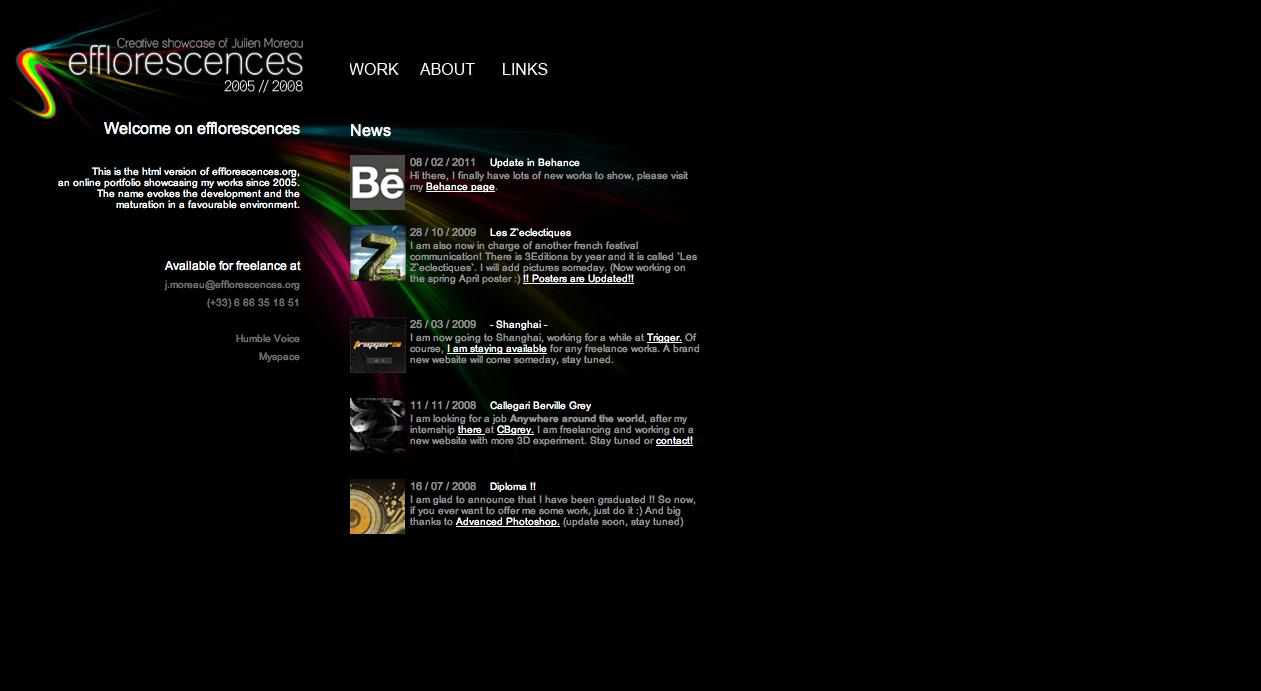 Creative showcase of Julien Moreau
efflorescences
2005 // 2008
WORK ABOUT LINKS
Welcome on efflorescences
This is the html version of efflorescences.org,
an online portfolio showcasing my works since 2005.
The name evokes the development and the
maturation in a favourable environment.
Available for freelance at
j.moreau@efflorescences.org
(+33) 6 66 35 18 51
Humble Voice
Myspace
News
Bē
08 / 02 / 2011 Update in Behance
Hi there, I finally have lots of new works to show, please visit
my Behance page.
Z
28 / 10 / 2009 Les Z`eclectiques
I am also now in charge of another french festival
communication! There is 3Editions by year and it is called `Les
Z`eclectiques`. I will add pictures someday. (Now working on
the spring April poster :) !! Posters are Updated!!
trigger
25 / 03 / 2009 - Shanghai -
I am now going to Shanghai, working for a while at Trigger. Of
course, I am staying available for any freelance works. A brand
new website will come someday, stay tuned.
11 / 11 / 2008 Callegari Berville Grey
I am looking for a job Anywhere around the world, after my
internship there at CBgrey. I am freelancing and working on a
new website with more 3D experiment. Stay tuned or contact!
16 / 07 / 2008 Diploma !!
I am glad to announce that I have been graduated !! So now,
if you ever want to offer me some work, just do it :) And big
thanks to Advanced Photoshop. (update soon, stay tuned)